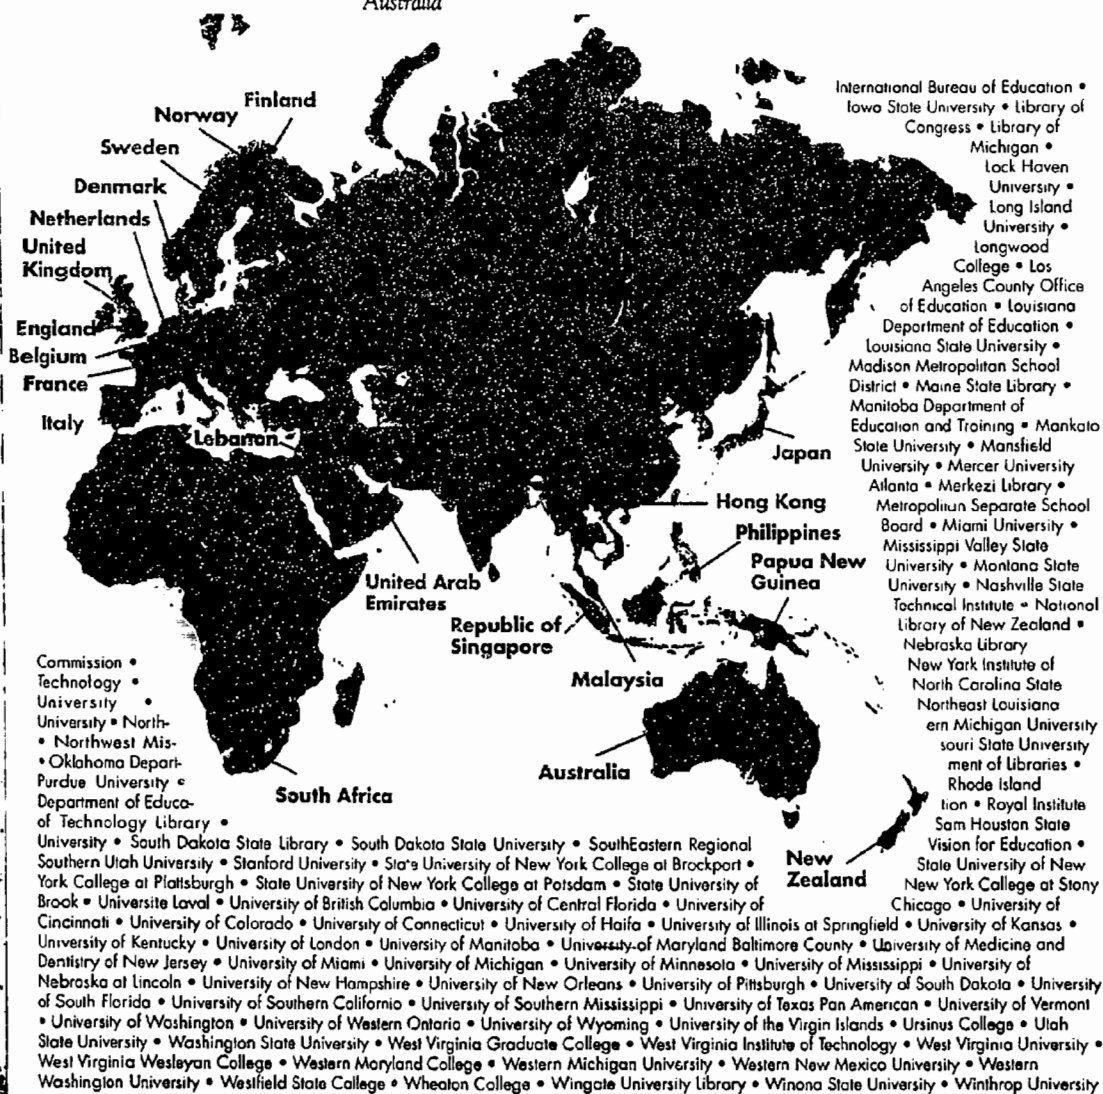 Australia
Finland
Norway
Sweden
Denmark
Netherlands
United
Kingdom
England
Belgium
France
Italy
Lebanon
Japan
Hong Kong
Philippines
Papua New
Guinea
United Arab
Emirates
Republic of
Singapore
Malaysia
Australia
South Africa
New
Zealand
International Bureau of Education •
Iowa State University • Library of
Congress • Library of
Michigan •
Lock Haven
University •
Long Island
University •
Longwood
College • Los
Angeles County Office
of Education • Louisiana
Department of Education •
Louisiana State University •
Madison Metropolitan School
District • Maine State Library •
Manitoba Department of
Education and Training • Mankato
State University • Mansfield
University • Mercer University
Atlanta • Merkezi Library •
Metropolitan Separate School
Board • Miami University •
Mississippi Valley State
University • Montana State
University • Nashville State
Technical Institute • National
Library of New Zealand •
Nebraska Library
Commission • New York Institute of
Technology • North Carolina State
University • Northeast Louisiana
University • North- ern Michigan University
• Northwest Mis- souri State University
• Oklahoma Depart- ment of Libraries •
Purdue University • Rhode Island
Department of Educa- tion • Royal Institute
of Technology Library • Sam Houston State
University • South Dakota State Library • South Dakota State University • SouthEastern Regional Vision for Education •
Southern Utah University • Stanford University • State University of New York College at Brockport • State University of New
York College at Plattsburgh • State University of New York College at Potsdam • State University of New York College at Stony
Brook • Universite Laval • University of British Columbia • University of Central Florida • University of Chicago • University of
Cincinnati • University of Colorado • University of Connecticut • University of Haifa • University of Illinois at Springfield • University of Kansas •
University of Kentucky • University of London • University of Manitoba • University of Maryland Baltimore County • University of Medicine and
Dentistry of New Jersey • University of Miami • University of Michigan • University of Minnesota • University of Mississippi • University of
Nebraska at Lincoln • University of New Hampshire • University of New Orleans • University of Pittsburgh • University of South Dakota • University
of South Florida • University of Southern California • University of Southern Mississippi • University of Texas Pan American • University of Vermont
• University of Washington • University of Western Ontario • University of Wyoming • University of the Virgin Islands • Ursinus College • Utah
State University • Washington State University • West Virginia Graduate College • West Virginia Institute of Technology • West Virginia University •
West Virginia Wesleyan College • Western Maryland College • Western Michigan University • Western New Mexico University • Western
Washington University • Westfield State College • Wheaton College • Wingate University Library • Winona State University • Winthrop University